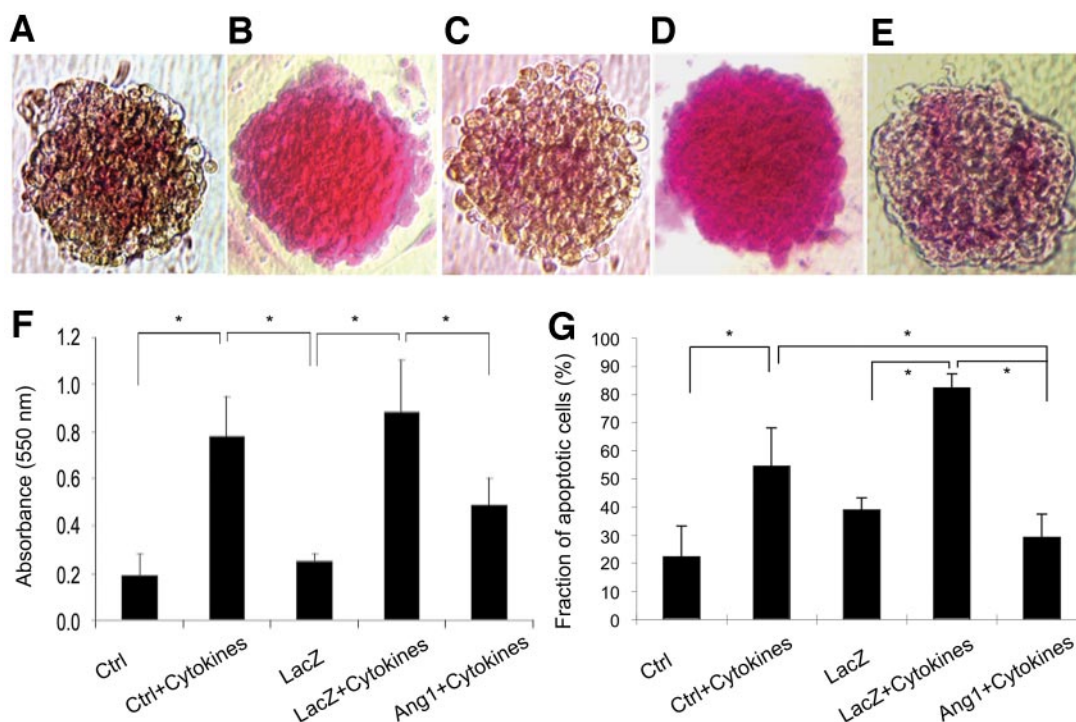 A B C D E
F
* * * *
1.2
1.0
0.8
0.6
0.4
0.2
0.0
Absorbance (550 nm)
Ctrl
Ctrl+Cytokines
LacZ
LacZ+Cytokines
Ang1+Cytokines
G
* *
* *
100
90
80
70
60
50
40
30
20
10
0
Fraction of apoptotic cells (%)
Ctrl
Ctrl+Cytokines
LacZ
LacZ+Cytokines
Ang1+Cytokines